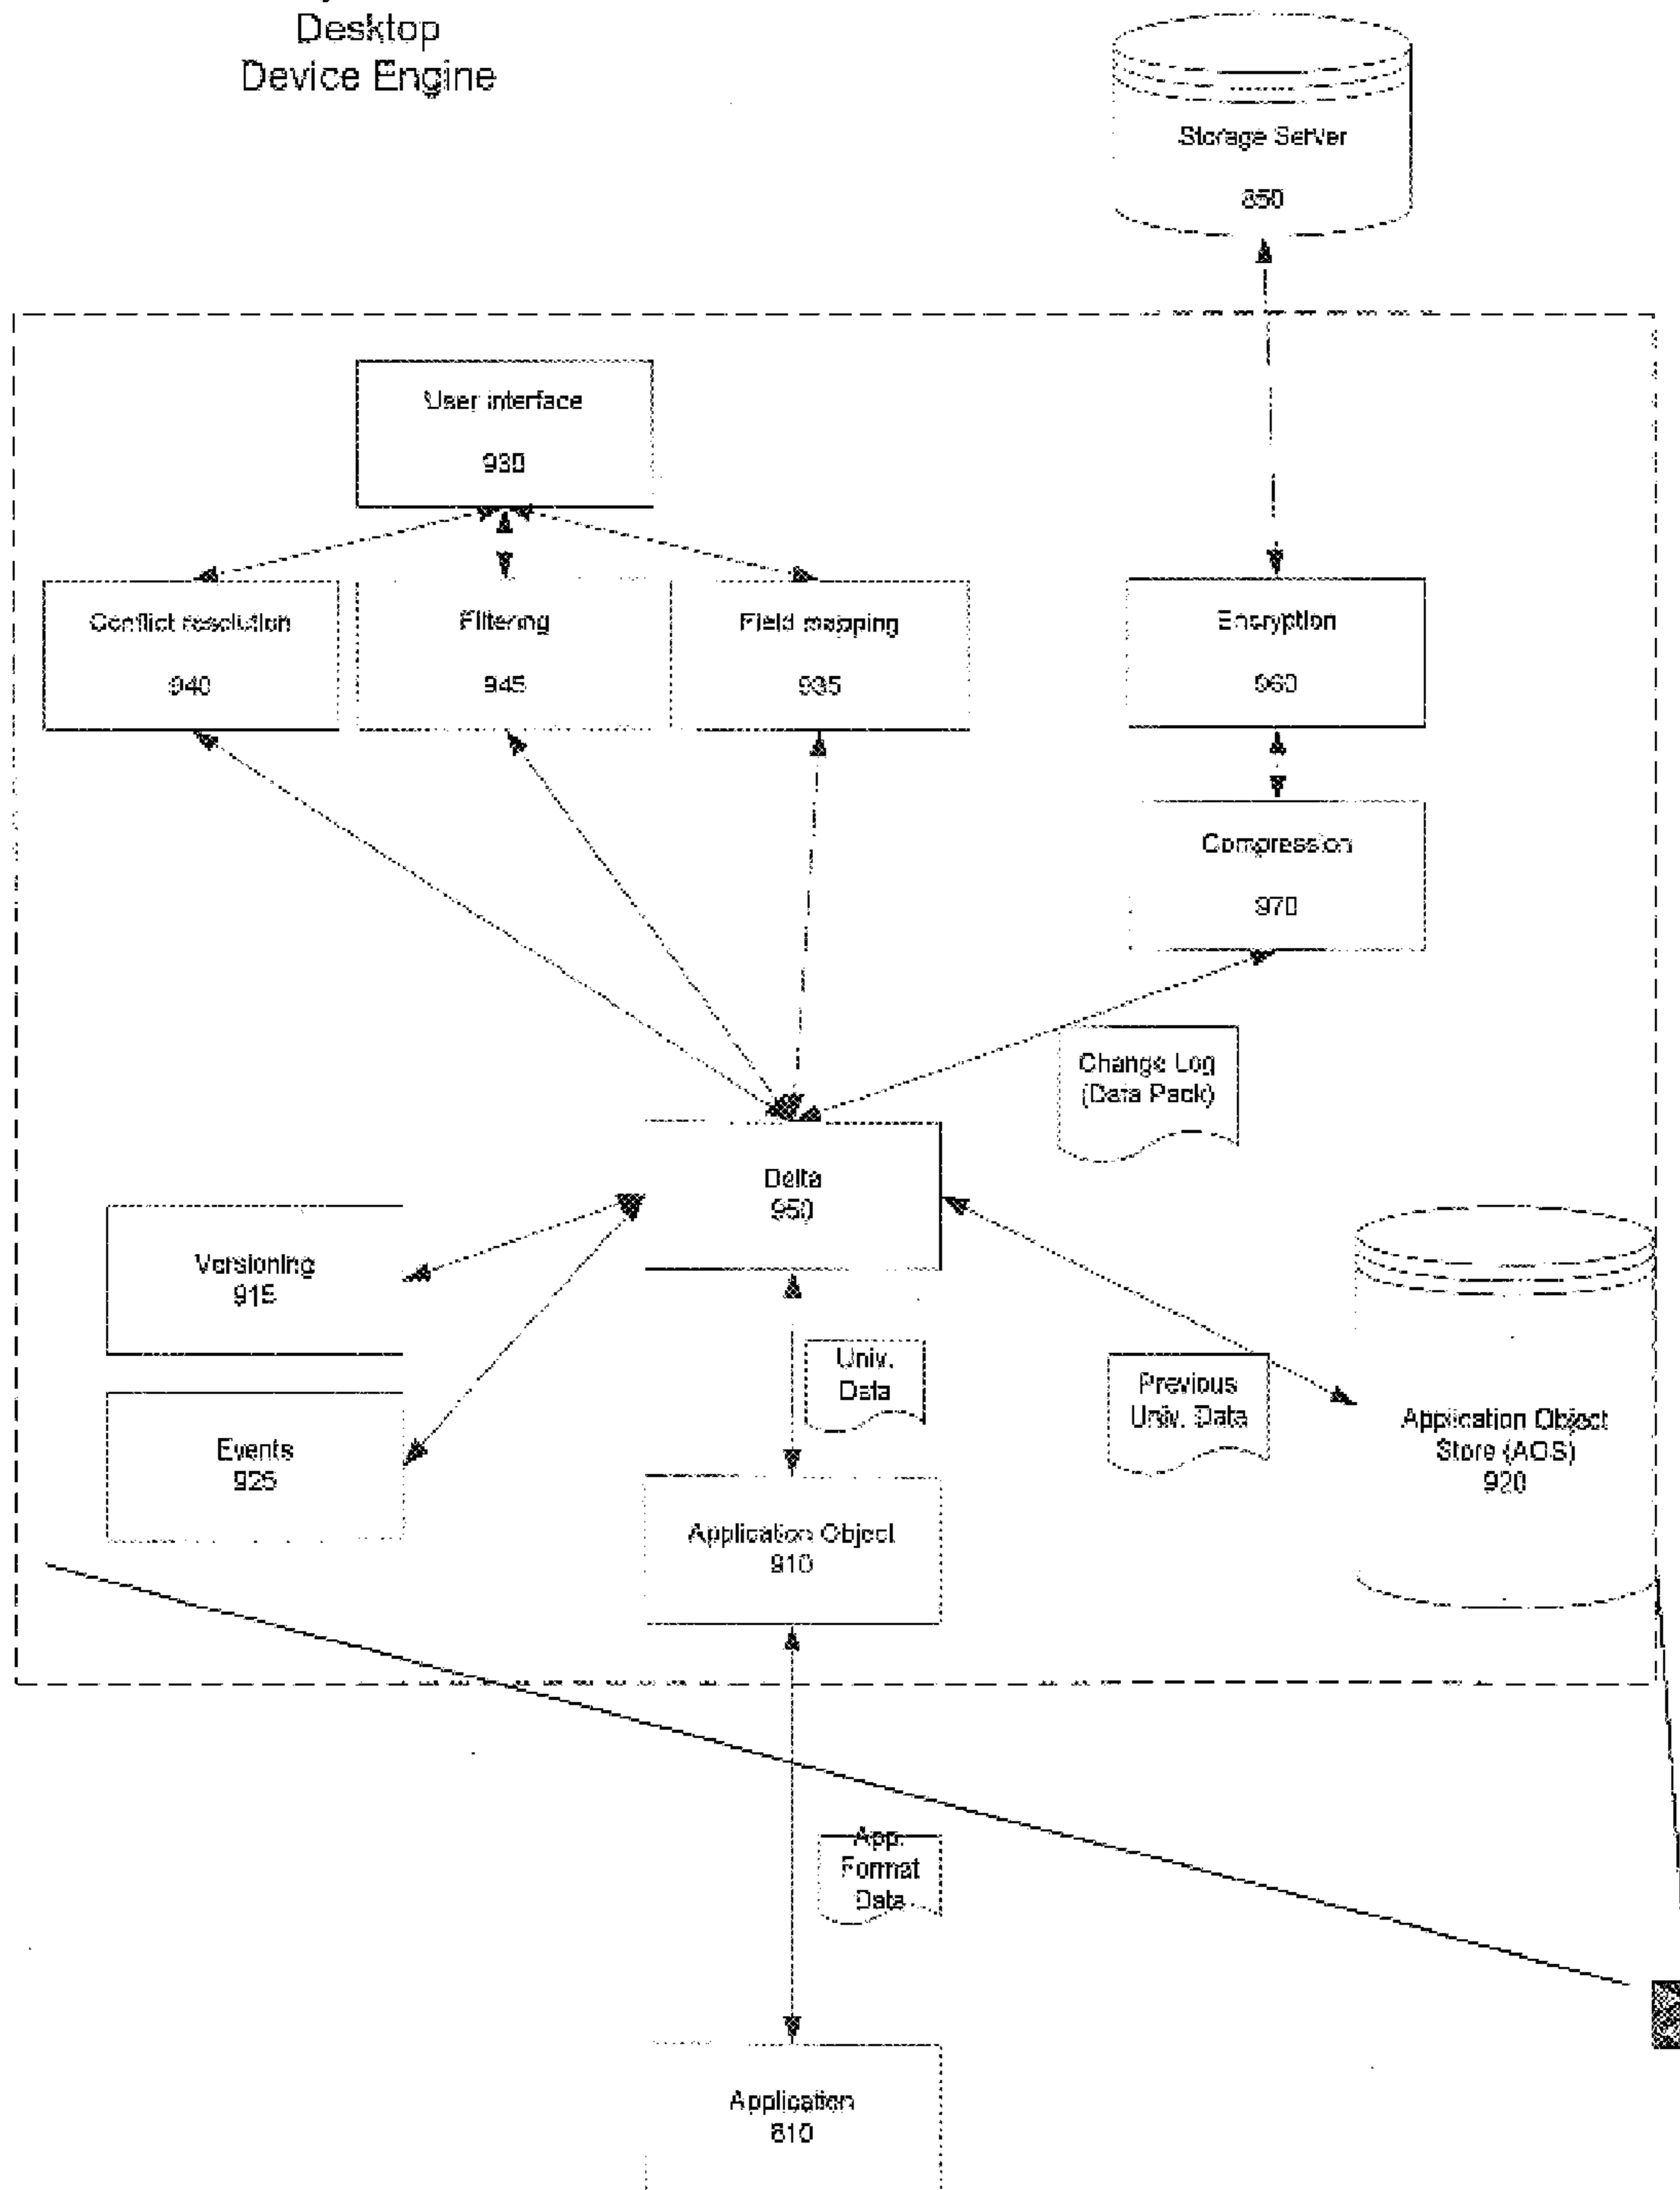 Desktop
Device Engine
Storage Server
850
User interface
930
Conflict resolution
940
Filtering
945
Field mapping
935
Encryption
960
Compression
970
Change Log
(Data Pack)
Delta
950
Versioning
915
Events
925
Univ.
Data
Previous
Univ. Data
Application Object
Store (AOS)
920
Application Object
910
App.
Format
Data
Application
810